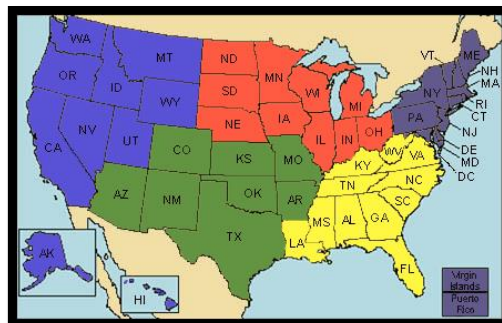 WA
MT
ND
MN
VT
ME
NH
MA
OR
ID
SD
WI
MI
NY
RI
CT
WY
NE
IA
PA
NJ
NV
UT
CO
IL
IN
OH
DE
MD
DC
CA
KS
MO
KY
WV
VA
AZ
NM
OK
AR
TN
NC
SC
TX
LA
MS
AL
GA
FL
AK
HI
Virgin
Islands
Puerto
Rico